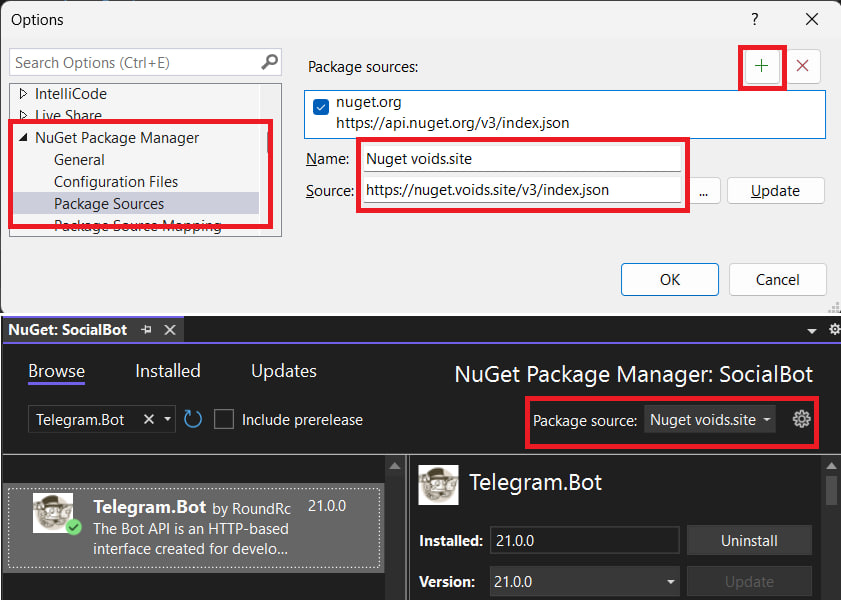 Options
?
Search Options (Ctrl+E)
Package sources:
IntelliCode
Live Share
NuGet Package Manager
General
Configuration Files
Package Sources
Package Source Mapping
nuget.org
https://api.nuget.org/v3/index.json
Name: Nuget voids.site
Source: https://nuget.voids.site/v3/index.json ... Update
OK Cancel
NuGet: SocialBot
Browse Installed Updates
NuGet Package Manager: SocialBot
Telegram.Bot Include prerelease
Package source: Nuget voids.site
Telegram.Bot by RoundRc 21.0.0
The Bot API is an HTTP-based
interface created for develo...
Telegram.Bot
Installed: 21.0.0 Uninstall
Version: 21.0.0 Update